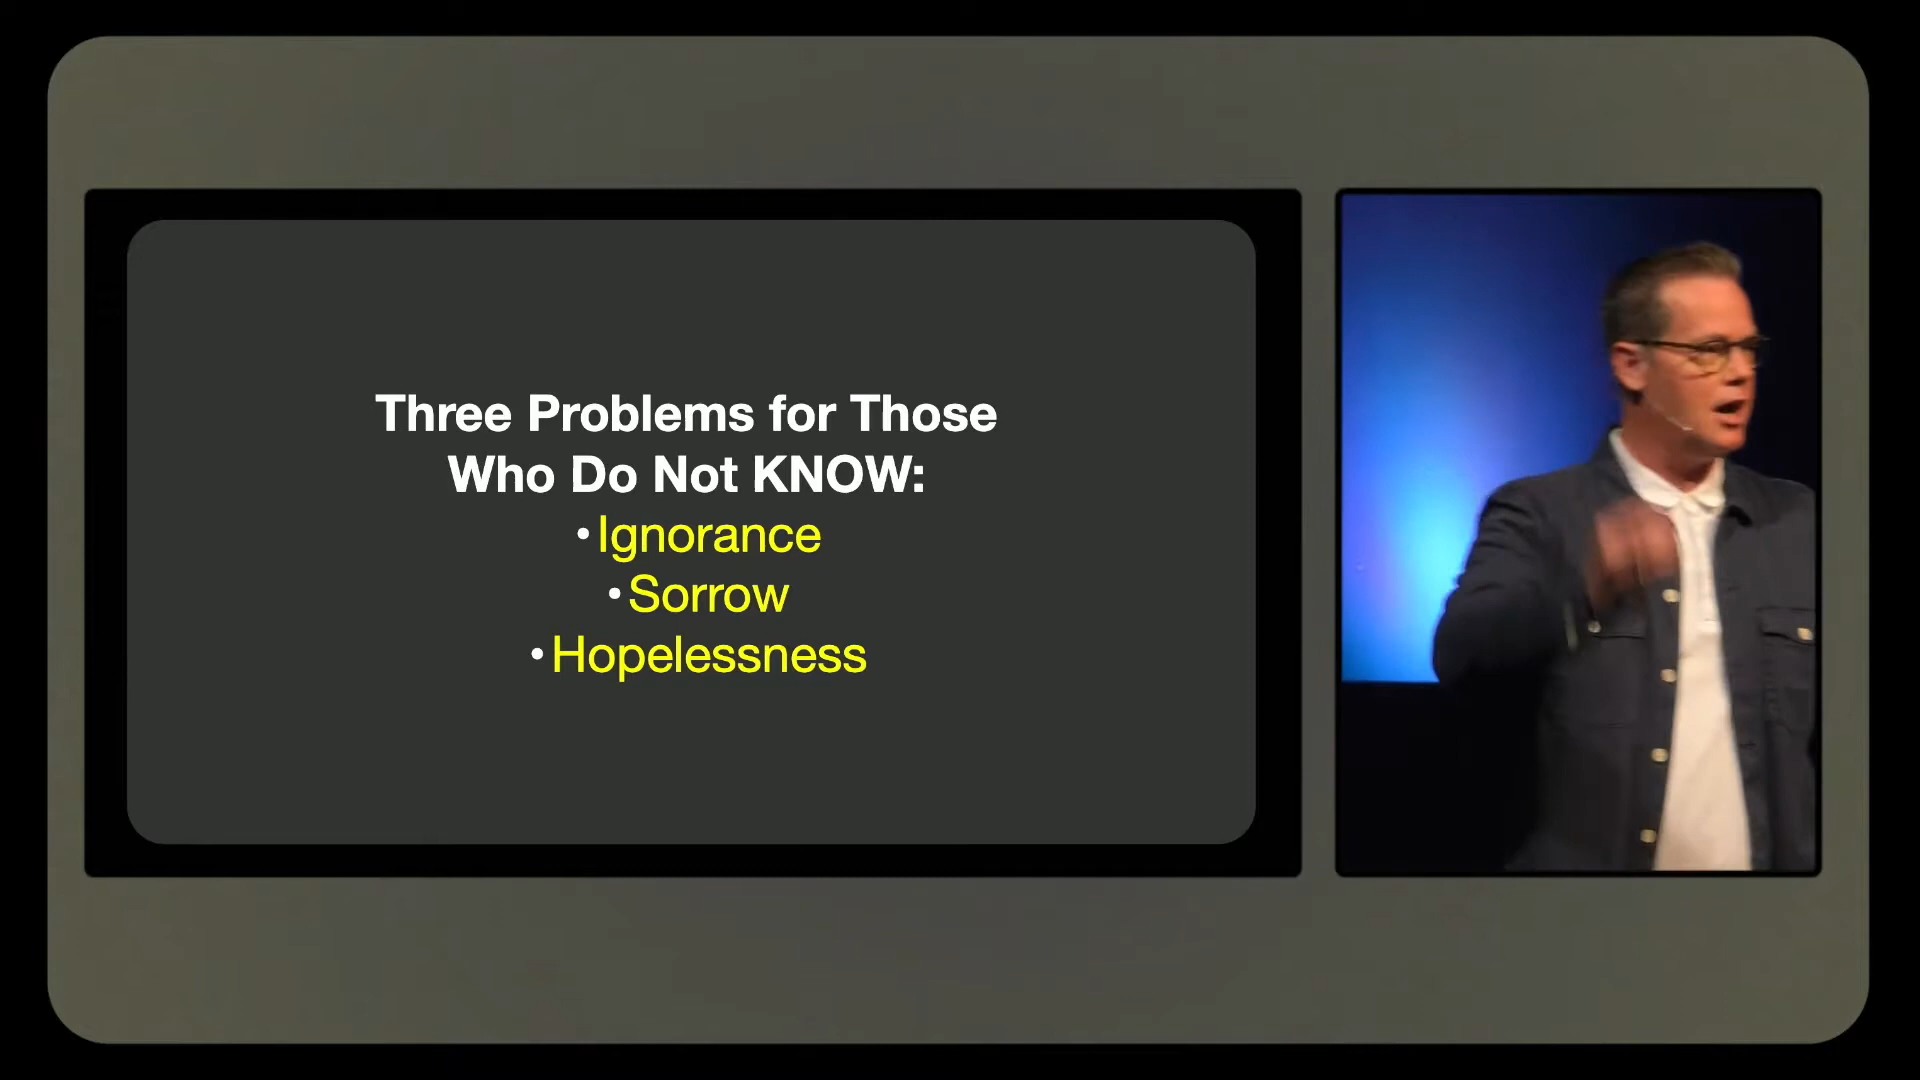 Three Problems for Those
Who Do Not KNOW:
•Ignorance
•Sorrow
•Hopelessness